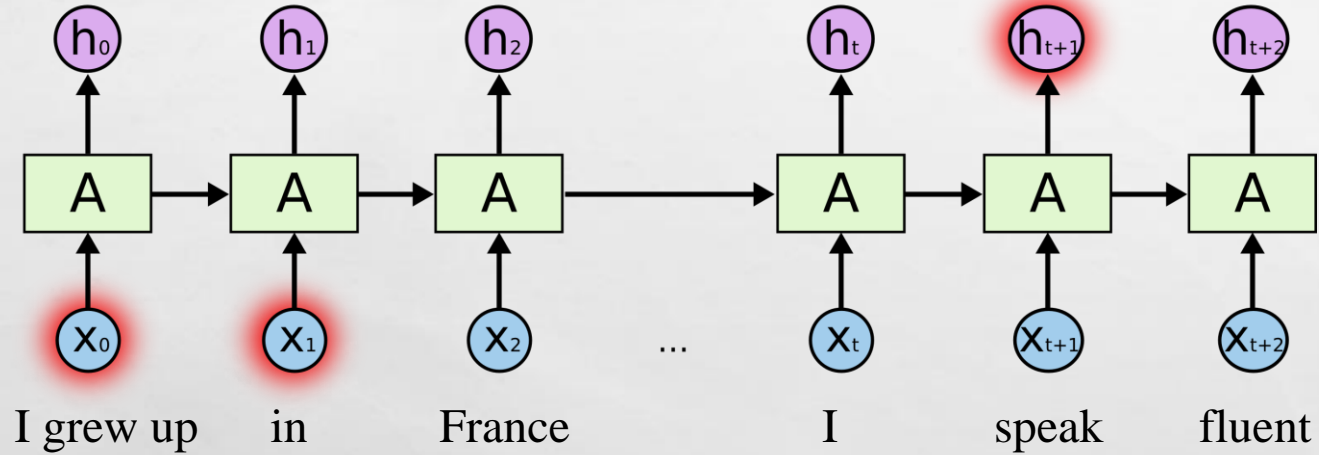 h₀ h₁ h₂ hₜ hₜ₊₁ hₜ₊₂
A A A A A A
x₀ x₁ x₂ ... xₜ xₜ₊₁ xₜ₊₂
I grew up in France I speak fluent